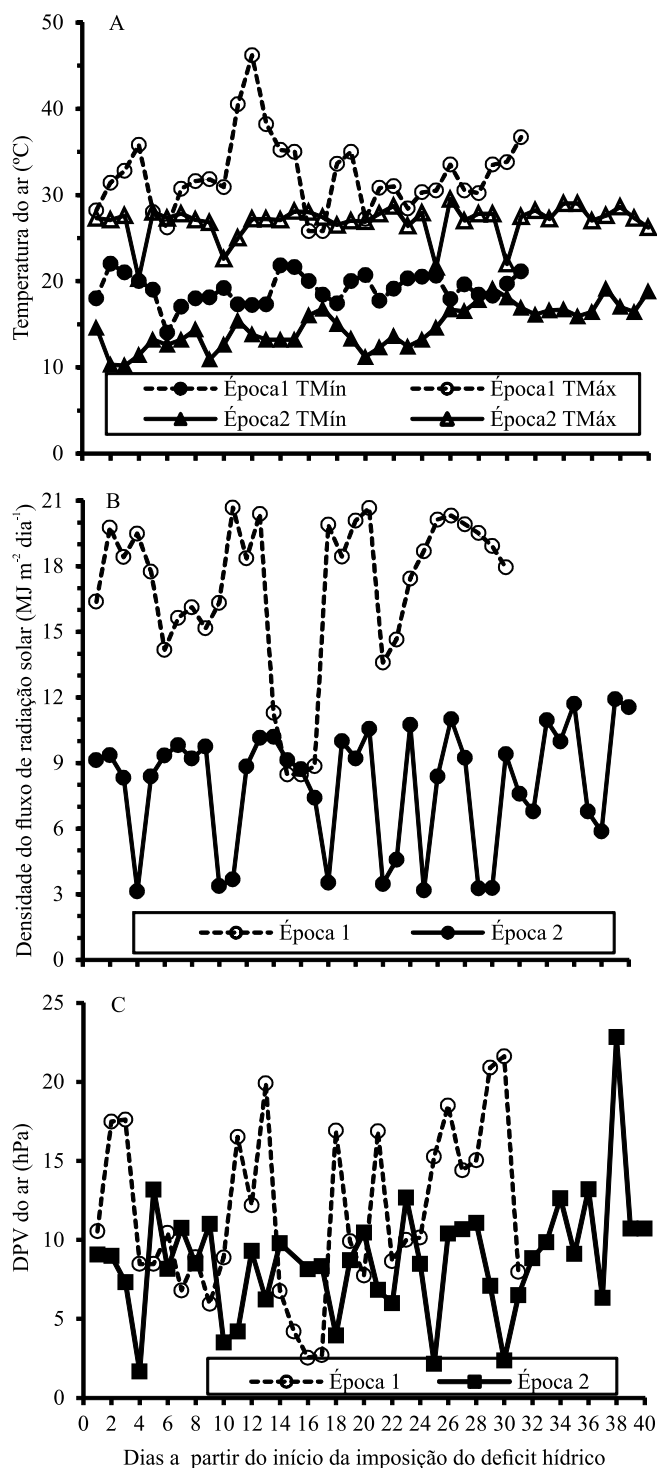 A
50
40
30
20
10
0
Temperatura do ar (ºC)
Época1 TMín Época1 TMáx
Época2 TMín Época2 TMáx
B
21
18
15
12
9
6
3
0
Densidade do fluxo de radiação solar (MJ m⁻² dia⁻¹)
Época 1 Época 2
C
25
20
15
10
5
0
DPV do ar (hPa)
Época 1 Época 2
0 2 4 6 8 10 12 14 16 18 20 22 24 26 28 30 32 34 36 38 40
Dias a partir do início da imposição do deficit hídrico